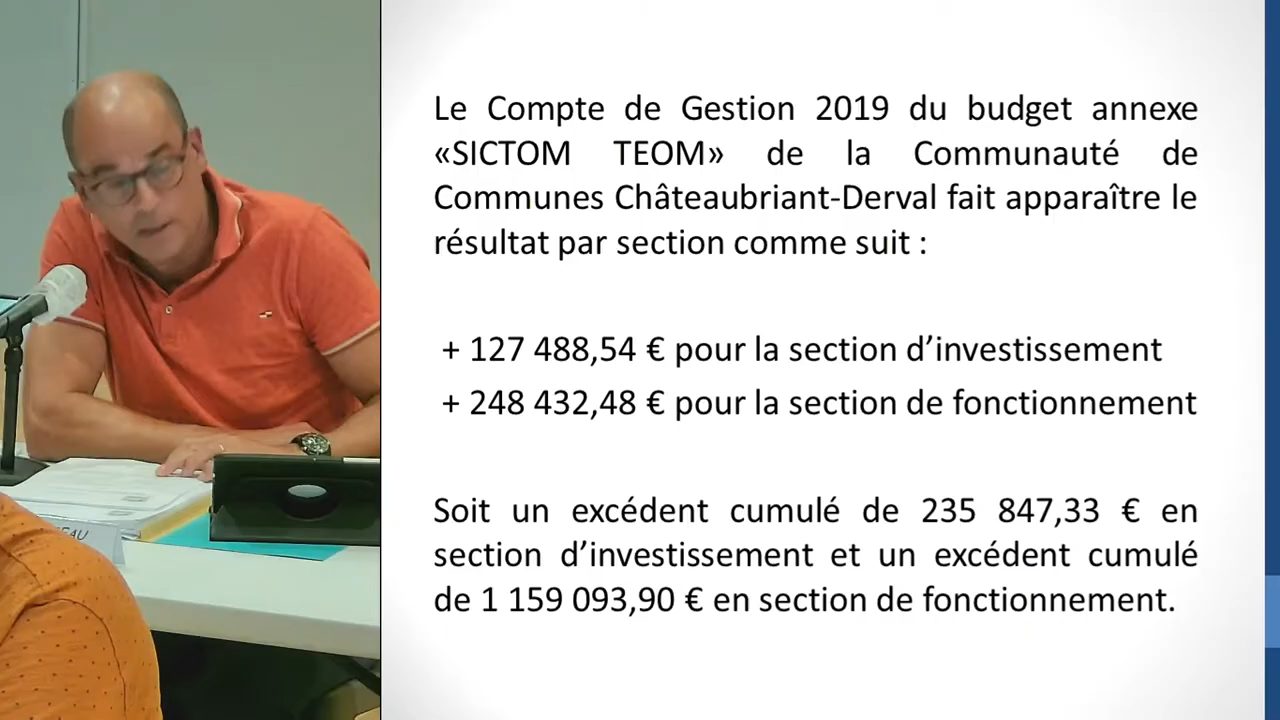 Le Compte de Gestion 2019 du budget annexe
«SICTOM TEOM» de la Communauté de
Communes Châteaubriant-Derval fait apparaître le
résultat par section comme suit :
+ 127 488,54 € pour la section d’investissement
+ 248 432,48 € pour la section de fonctionnement
Soit un excédent cumulé de 235 847,33 € en
section d’investissement et un excédent cumulé
de 1 159 093,90 € en section de fonctionnement.